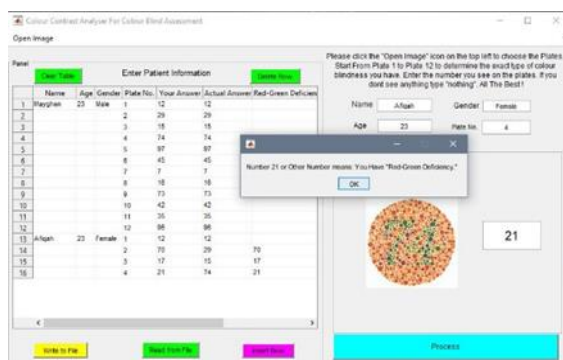 Colour Contrast Analyser For Colour Blind Assessment
Open Image
Please click the "Open Image" icon on the top left to choose the Plates.
Start From Plate 1 to Plate 12 to determine the exact type of colour
blindness you have. Enter the number you see on the plates. If you
dont see anything type "nothing". All The Best!
Panel
Clear Table
Enter Patient Information
Delete Row
Name Age Gender Plate No. Your Answer Actual Answer Red-Green Deficien
1 Mayghan 23 Male 1 12 12
2 2 29 29
3 3 15
4 4 74 74
5 5 97 97
6 6 45 45
7 7 7 7
8 8 16 16
9 9 73 73
10 10 42 42
11 11 35 35
12 12 96 96
13 Afiqah 23 Female 1 12 12
14 2 70 29 70
15 3 17 15 17
16 4 21 74 21
Name Afiqah Gender Female
Age 23 Plate No. 4
Number 21 or Other Number means: You Have "Red-Green Deficiency."
OK
74
21
Write to File
Read from File
Insert Row
Process